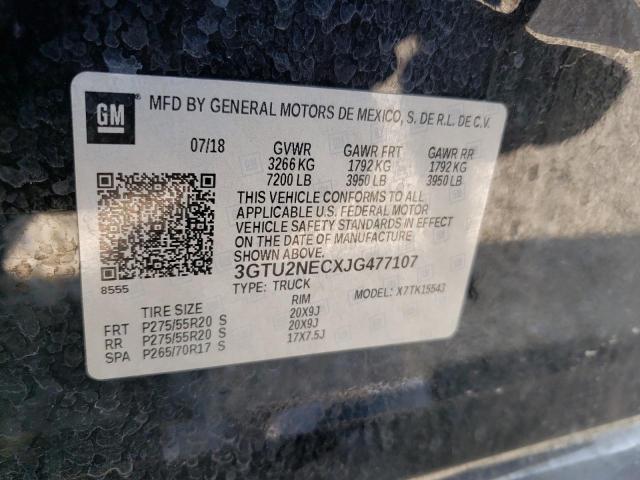 GM
MFD BY GENERAL MOTORS DE MEXICO, S. DE R.L. DE C.V.
07/18 GVWR GAWR FRT GAWR RR
3266 KG 1792 KG 1792 KG
7200 LB 3950 LB 3950 LB
THIS VEHICLE CONFORMS TO ALL
APPLICABLE U.S. FEDERAL MOTOR
VEHICLE SAFETY STANDARDS IN EFFECT
ON THE DATE OF MANUFACTURE
SHOWN ABOVE.
8555 3GTU2NECXJG477107
TYPE: TRUCK MODEL: X7TK15543
TIRE SIZE RIM
FRT P275/55R20 S 20X9J
RR P275/55R20 S 20X9J
SPA P265/70R17 S 17X7.5J